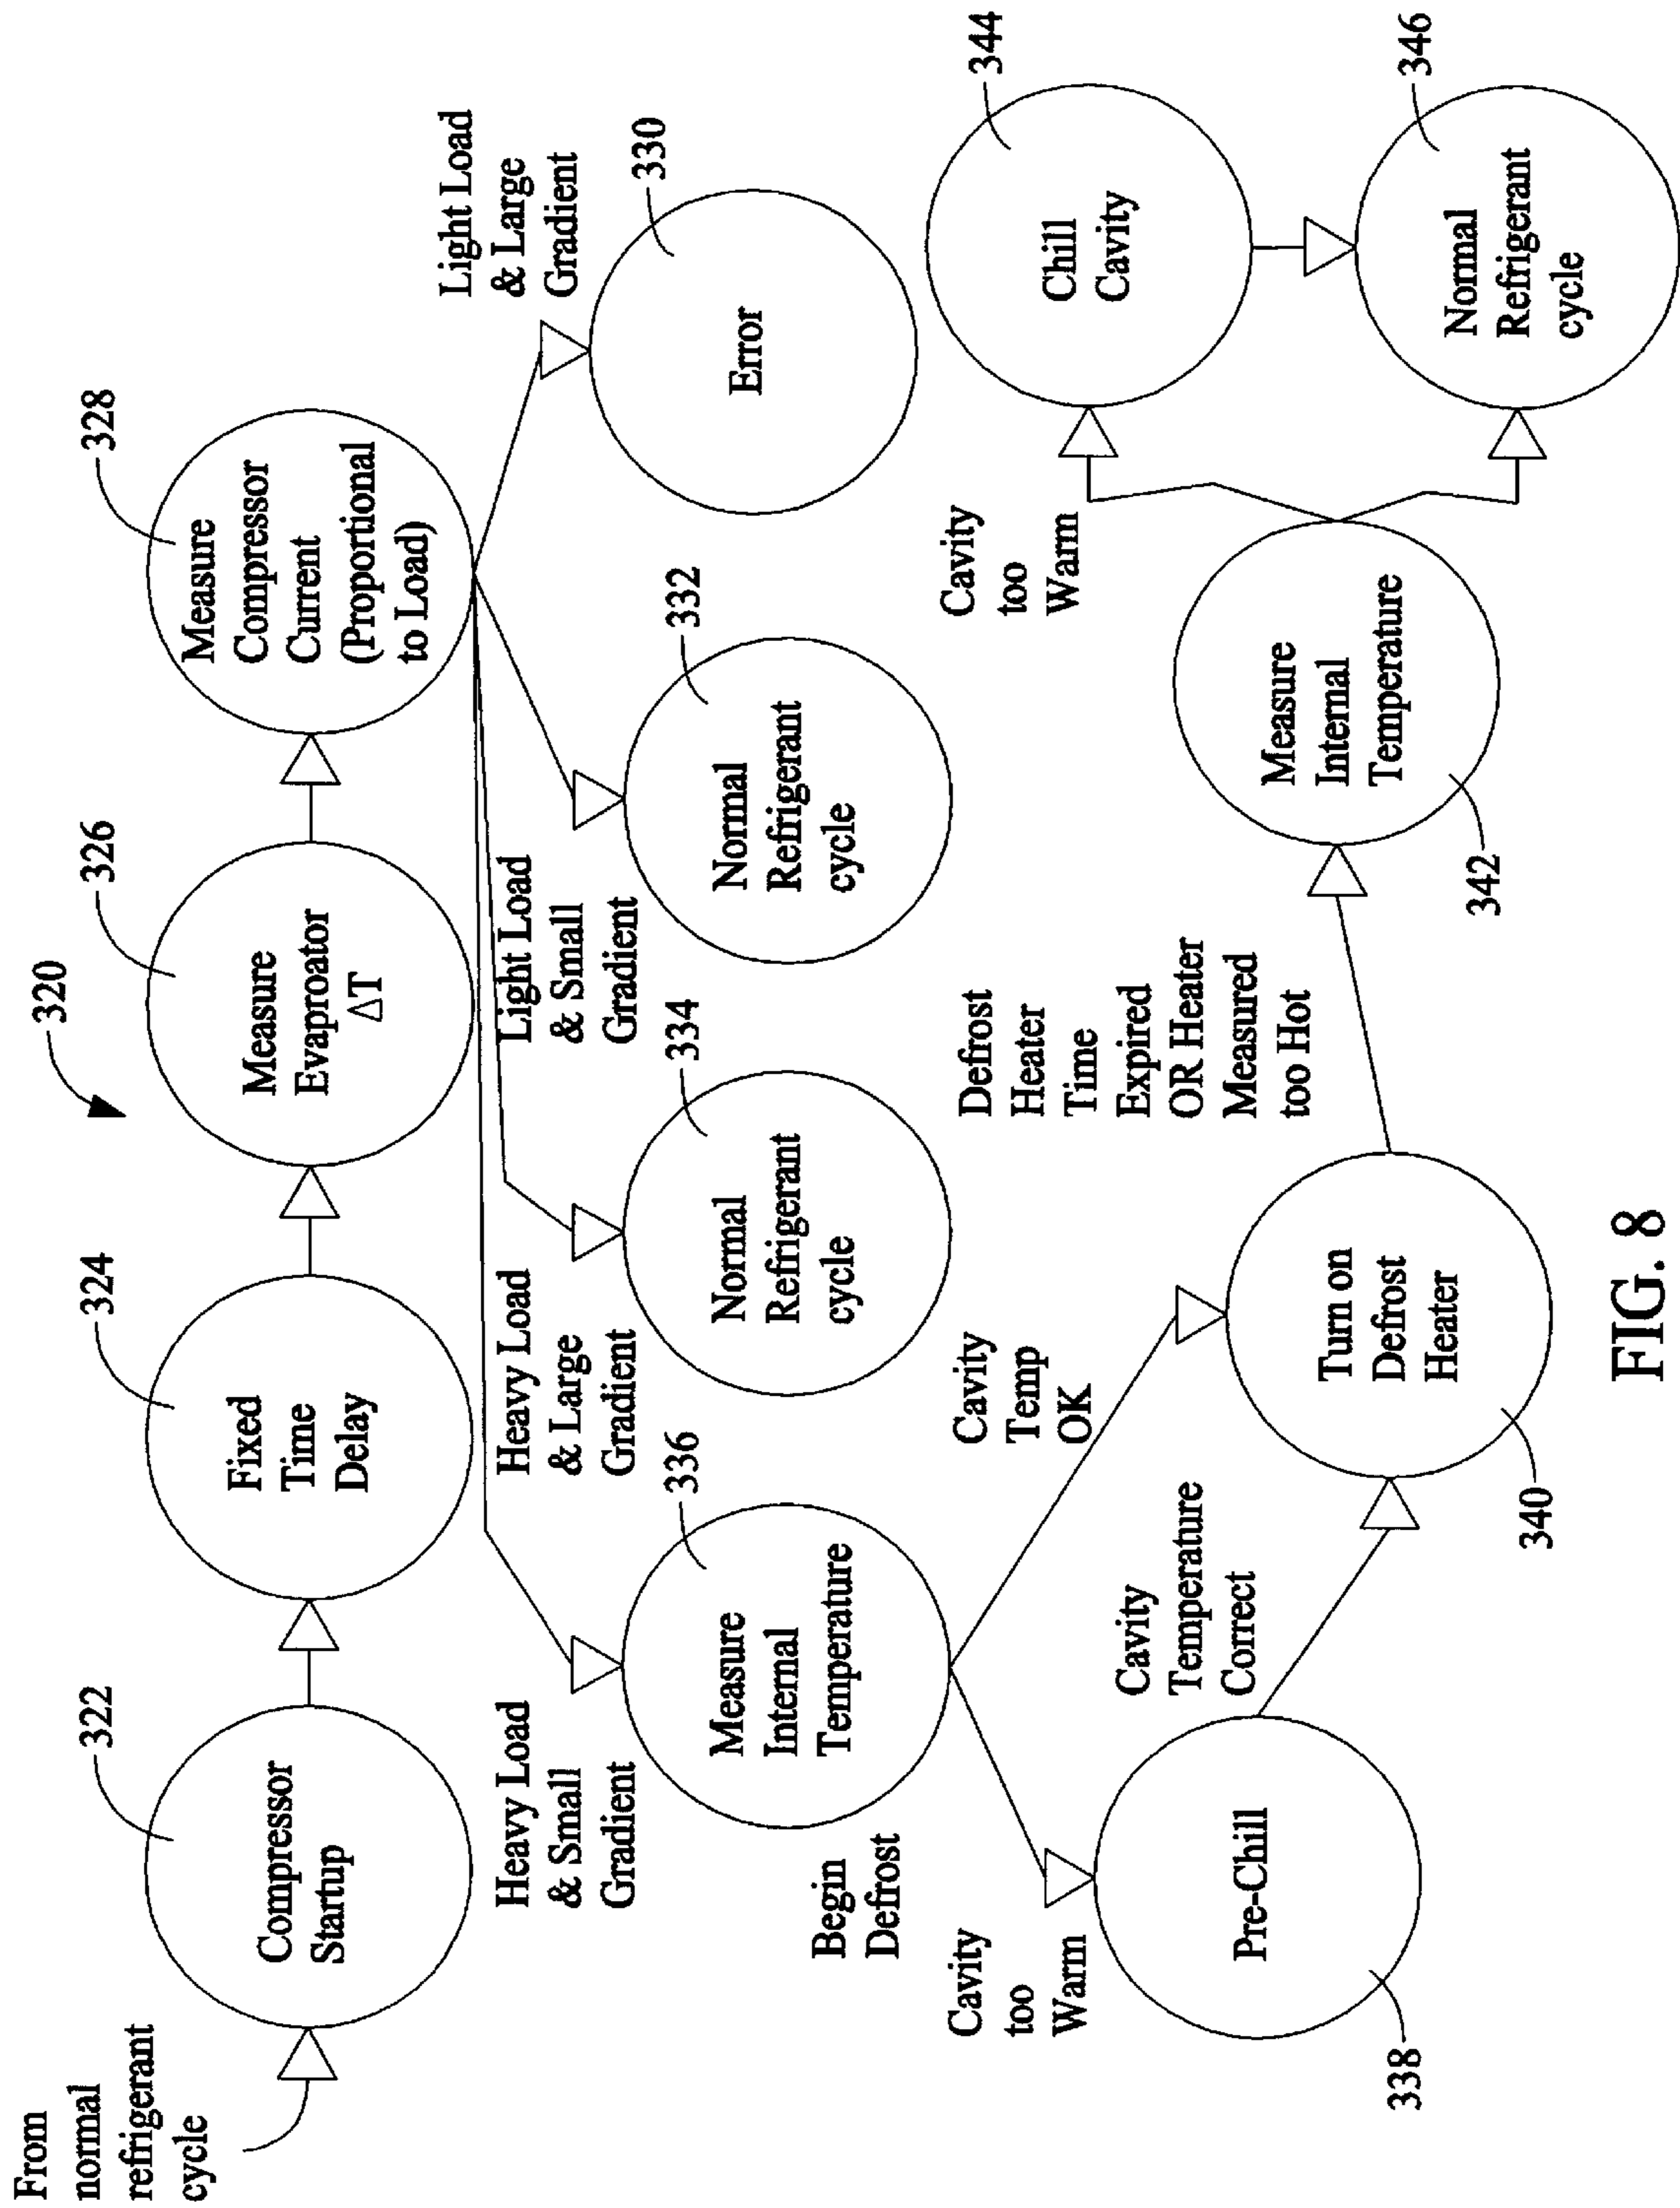 From
normal
refrigerant
cycle
322
Compressor
Startup
324
Fixed
Time
Delay
320
326
Measure
Evaproator
ΔT
328
Measure
Compressor
Current
(Proportional
to Load)
Heavy Load
& Small
Gradient
Heavy Load
& Large
Gradient
Light Load
& Small
Gradient
Light Load
& Large
Gradient
336
Measure
Internal
Temperature
334
Normal
Refrigerant
cycle
332
Normal
Refrigerant
cycle
330
Error
Begin
Defrost
Cavity
too
Warm
Cavity
Temp
OK
338
Pre-Chill
Cavity
Temperature
Correct
340
Turn on
Defrost
Heater
Defrost
Heater
Time
Expired
OR Heater
Measured
too Hot
342
Measure
Internal
Temperature
Cavity
too
Warm
344
Chill
Cavity
346
Normal
Refrigerant
cycle
FIG. 8